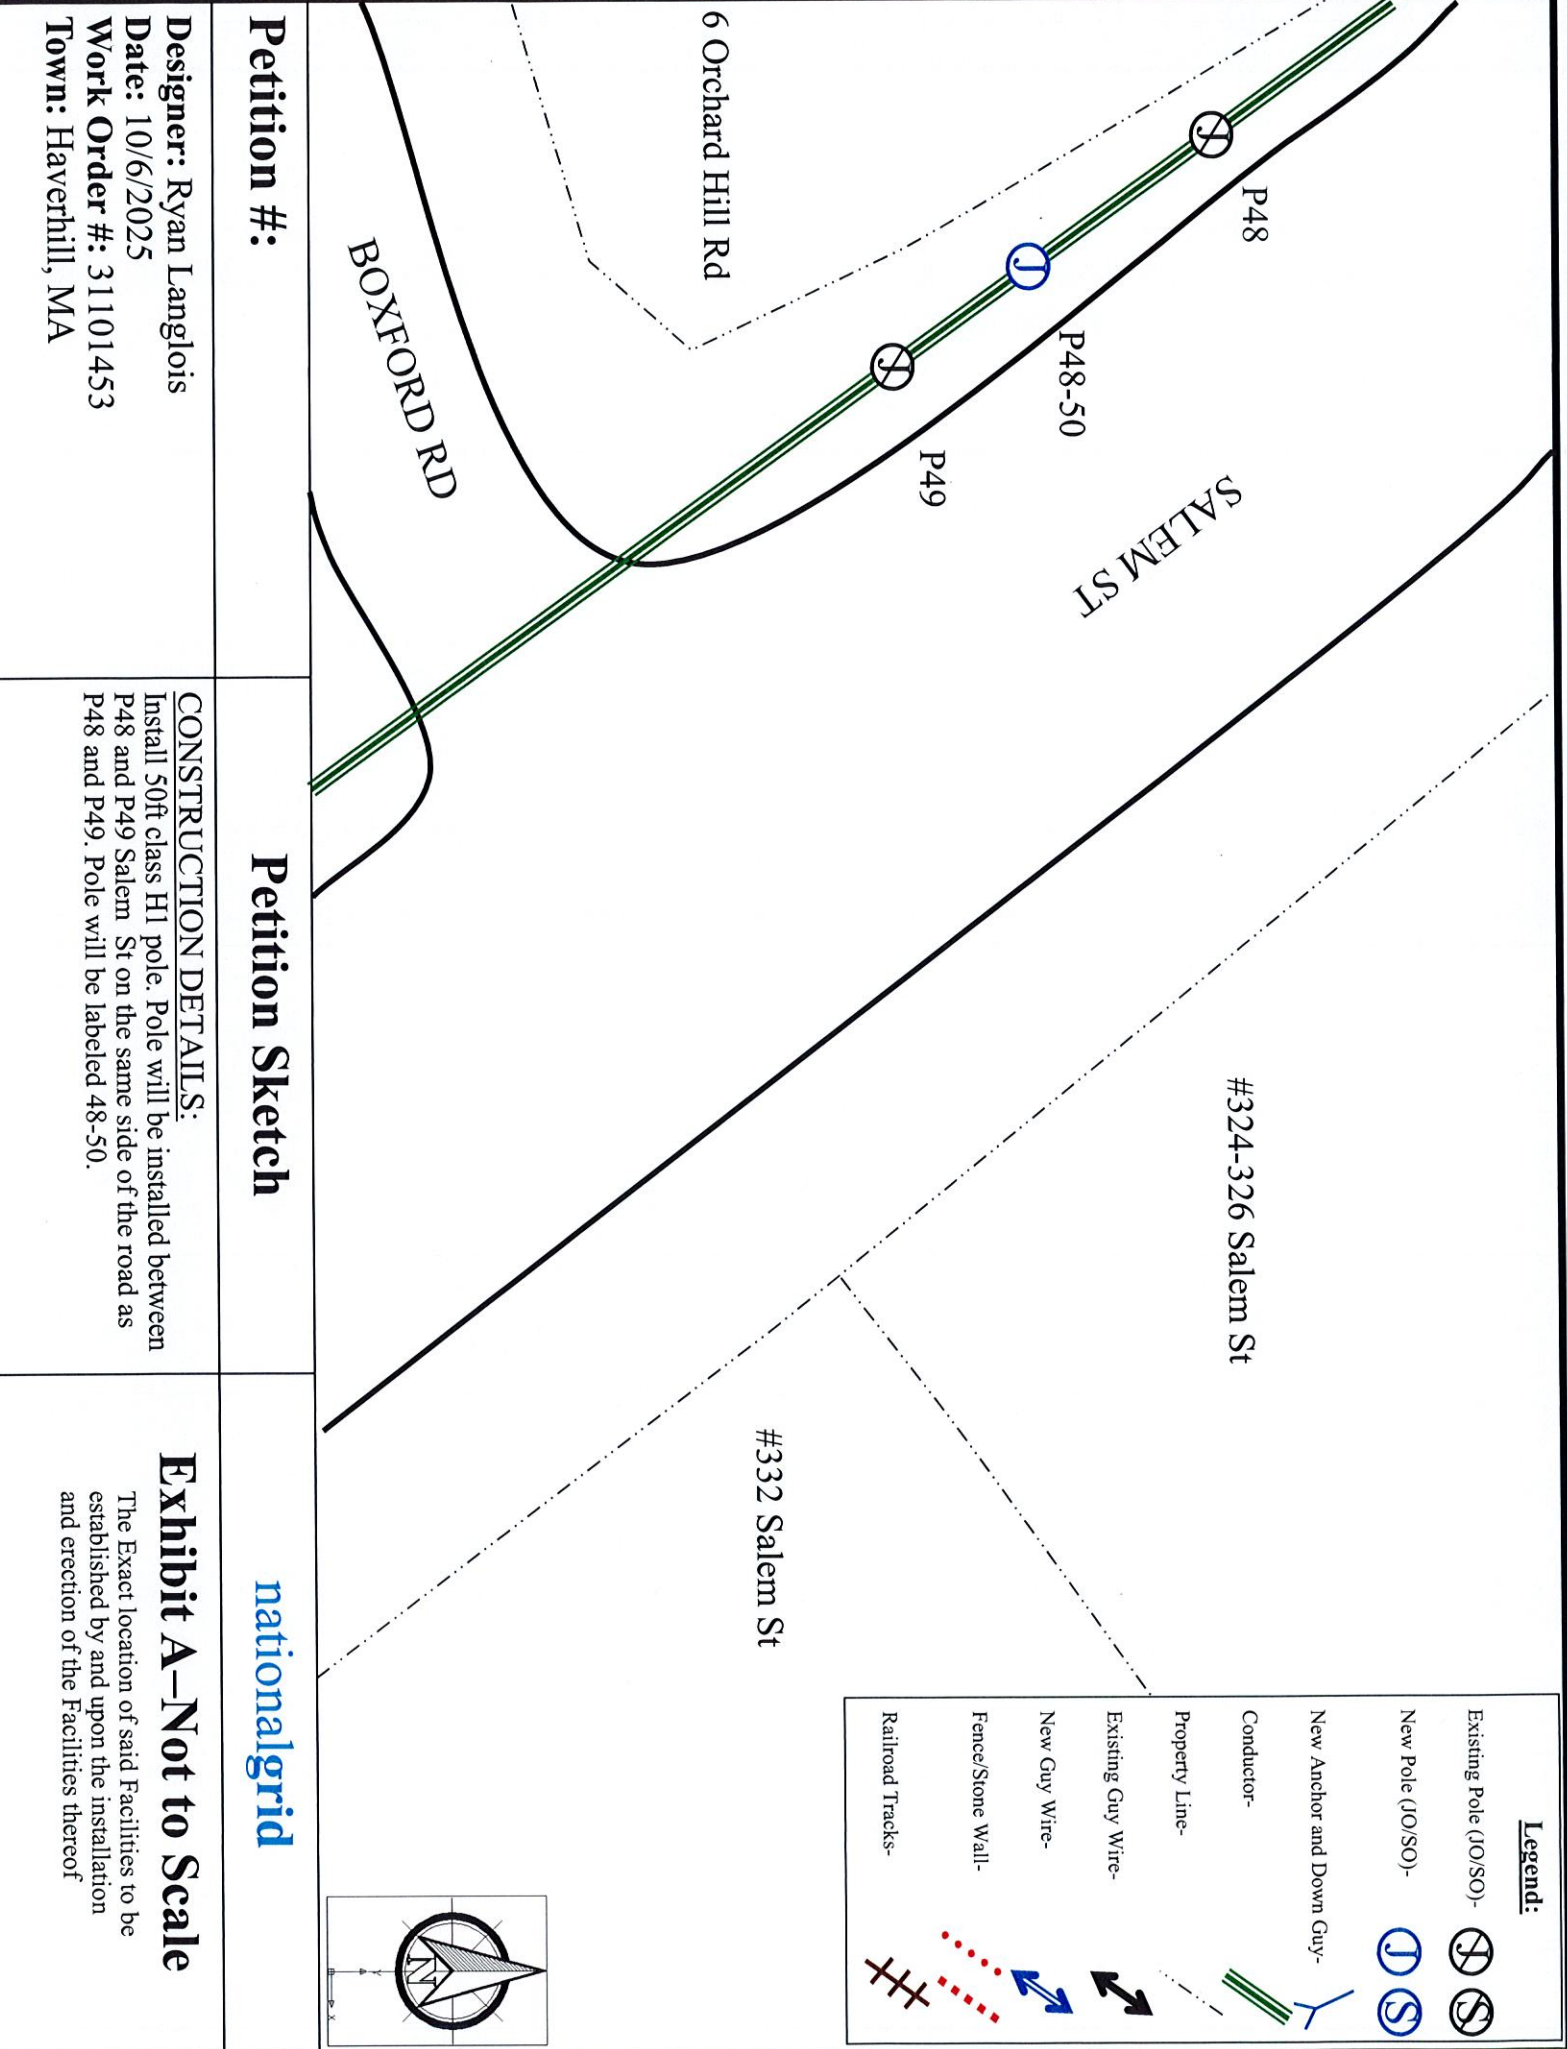 6 Orchard Hill Rd
P48
P48-50
P49
SALEM ST
BOXFORD RD
#324-326 Salem St
#332 Salem St
Legend:
Existing Pole (JO/SO)- J S
New Pole (JO/SO)- J S
New Anchor and Down Guy-
Conductor-
Property Line-
Existing Guy Wire-
New Guy Wire-
Fence/Stone Wall-
Railroad Tracks-
J
J
J
N
Y
X
Petition #:
Petition Sketch
nationalgrid
Designer: Ryan Langlois
Date: 10/6/2025
Work Order #: 31101453
Town: Haverhill, MA
CONSTRUCTION DETAILS:
Install 50ft class H1 pole. Pole will be installed between
P48 and P49 Salem St on the same side of the road as
P48 and P49. Pole will be labeled 48-50.
Exhibit A–Not to Scale
The Exact location of said Facilities to be
established by and upon the installation
and erection of the Facilities thereof